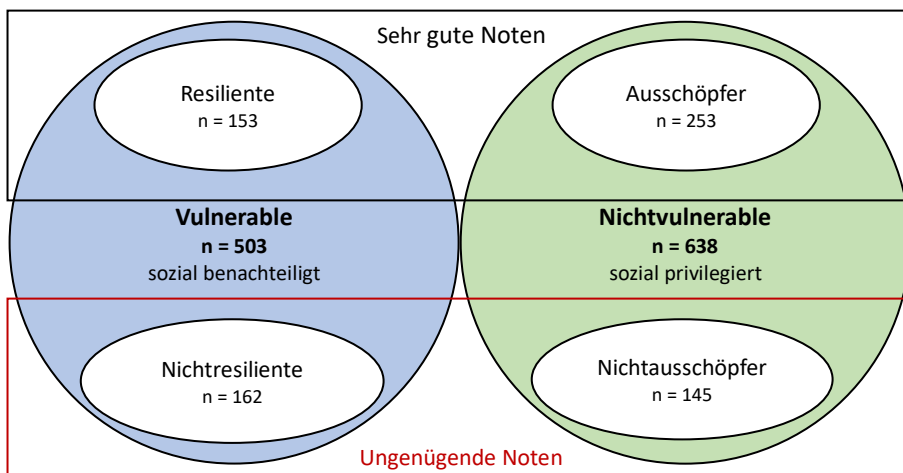 Sehr gute Noten
Resiliente
n = 153
Ausschöpfer
n = 253
Vulnerable
n = 503
sozial benachteiligt
Nichtvulnerable
n = 638
sozial privilegiert
Nichtresiliente
n = 162
Nichtausschöpfer
n = 145
Ungenügende Noten